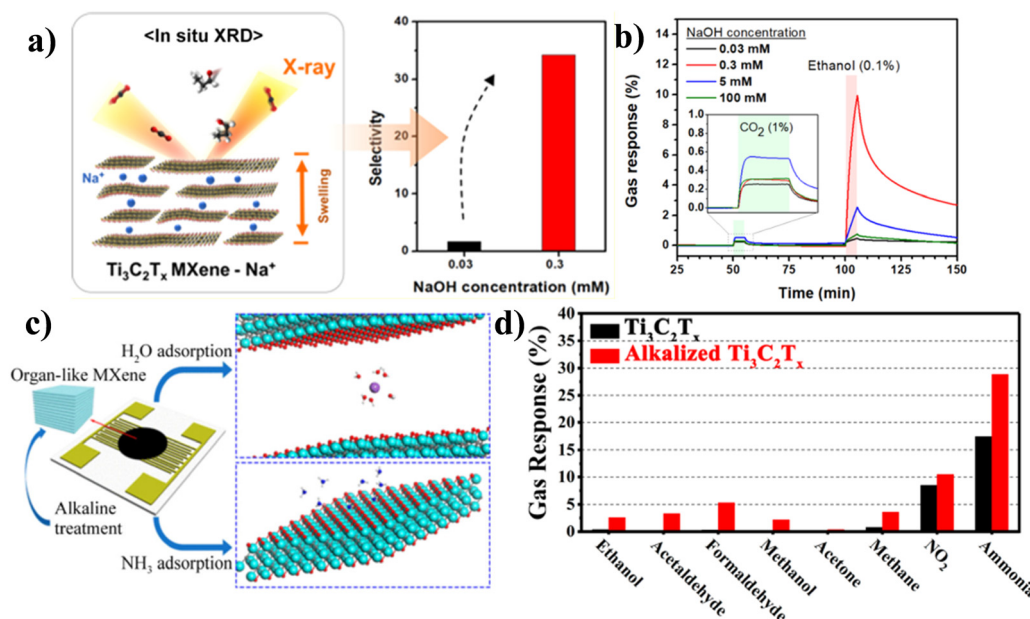 a)
<In situ XRD>
X-ray
Na⁺
Swelling
Ti₃C₂Tₓ MXene - Na⁺
Selectivity
40
30
20
10
0
0.03
0.3
NaOH concentration (mM)
b)
Gas response (%)
14
12
10
8
6
4
2
0
NaOH concentration
0.03 mM
0.3 mM
5 mM
100 mM
Ethanol (0.1%)
CO₂ (1%)
1.0
0.8
0.6
0.4
0.2
0.0
25
50
75
100
125
150
Time (min)
c)
H₂O adsorption
Organ-like MXene
Alkaline
treatment
NH₃ adsorption
d)
Gas Response (%)
40
35
30
25
20
15
10
5
0
Ti₃C₂Tₓ
Alkalized Ti₃C₂Tₓ
Ethanol
Acetaldehyde
Formaldehyde
Methanol
Acetone
Methane
NO₂
Ammonia